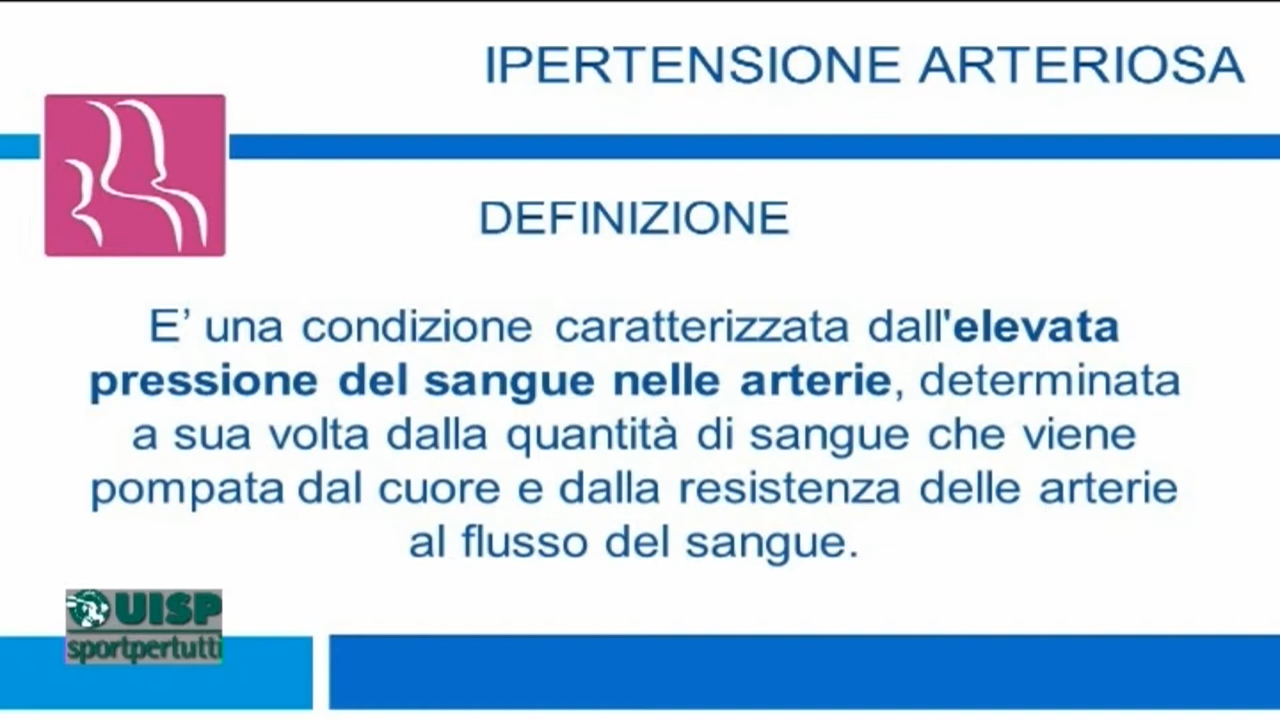 IPERTENSIONE ARTERIOSA
DEFINIZIONE
E’ una condizione caratterizzata dall'elevata
pressione del sangue nelle arterie, determinata
a sua volta dalla quantità di sangue che viene
pompata dal cuore e dalla resistenza delle arterie
al flusso del sangue.
UISP
sportpertutti